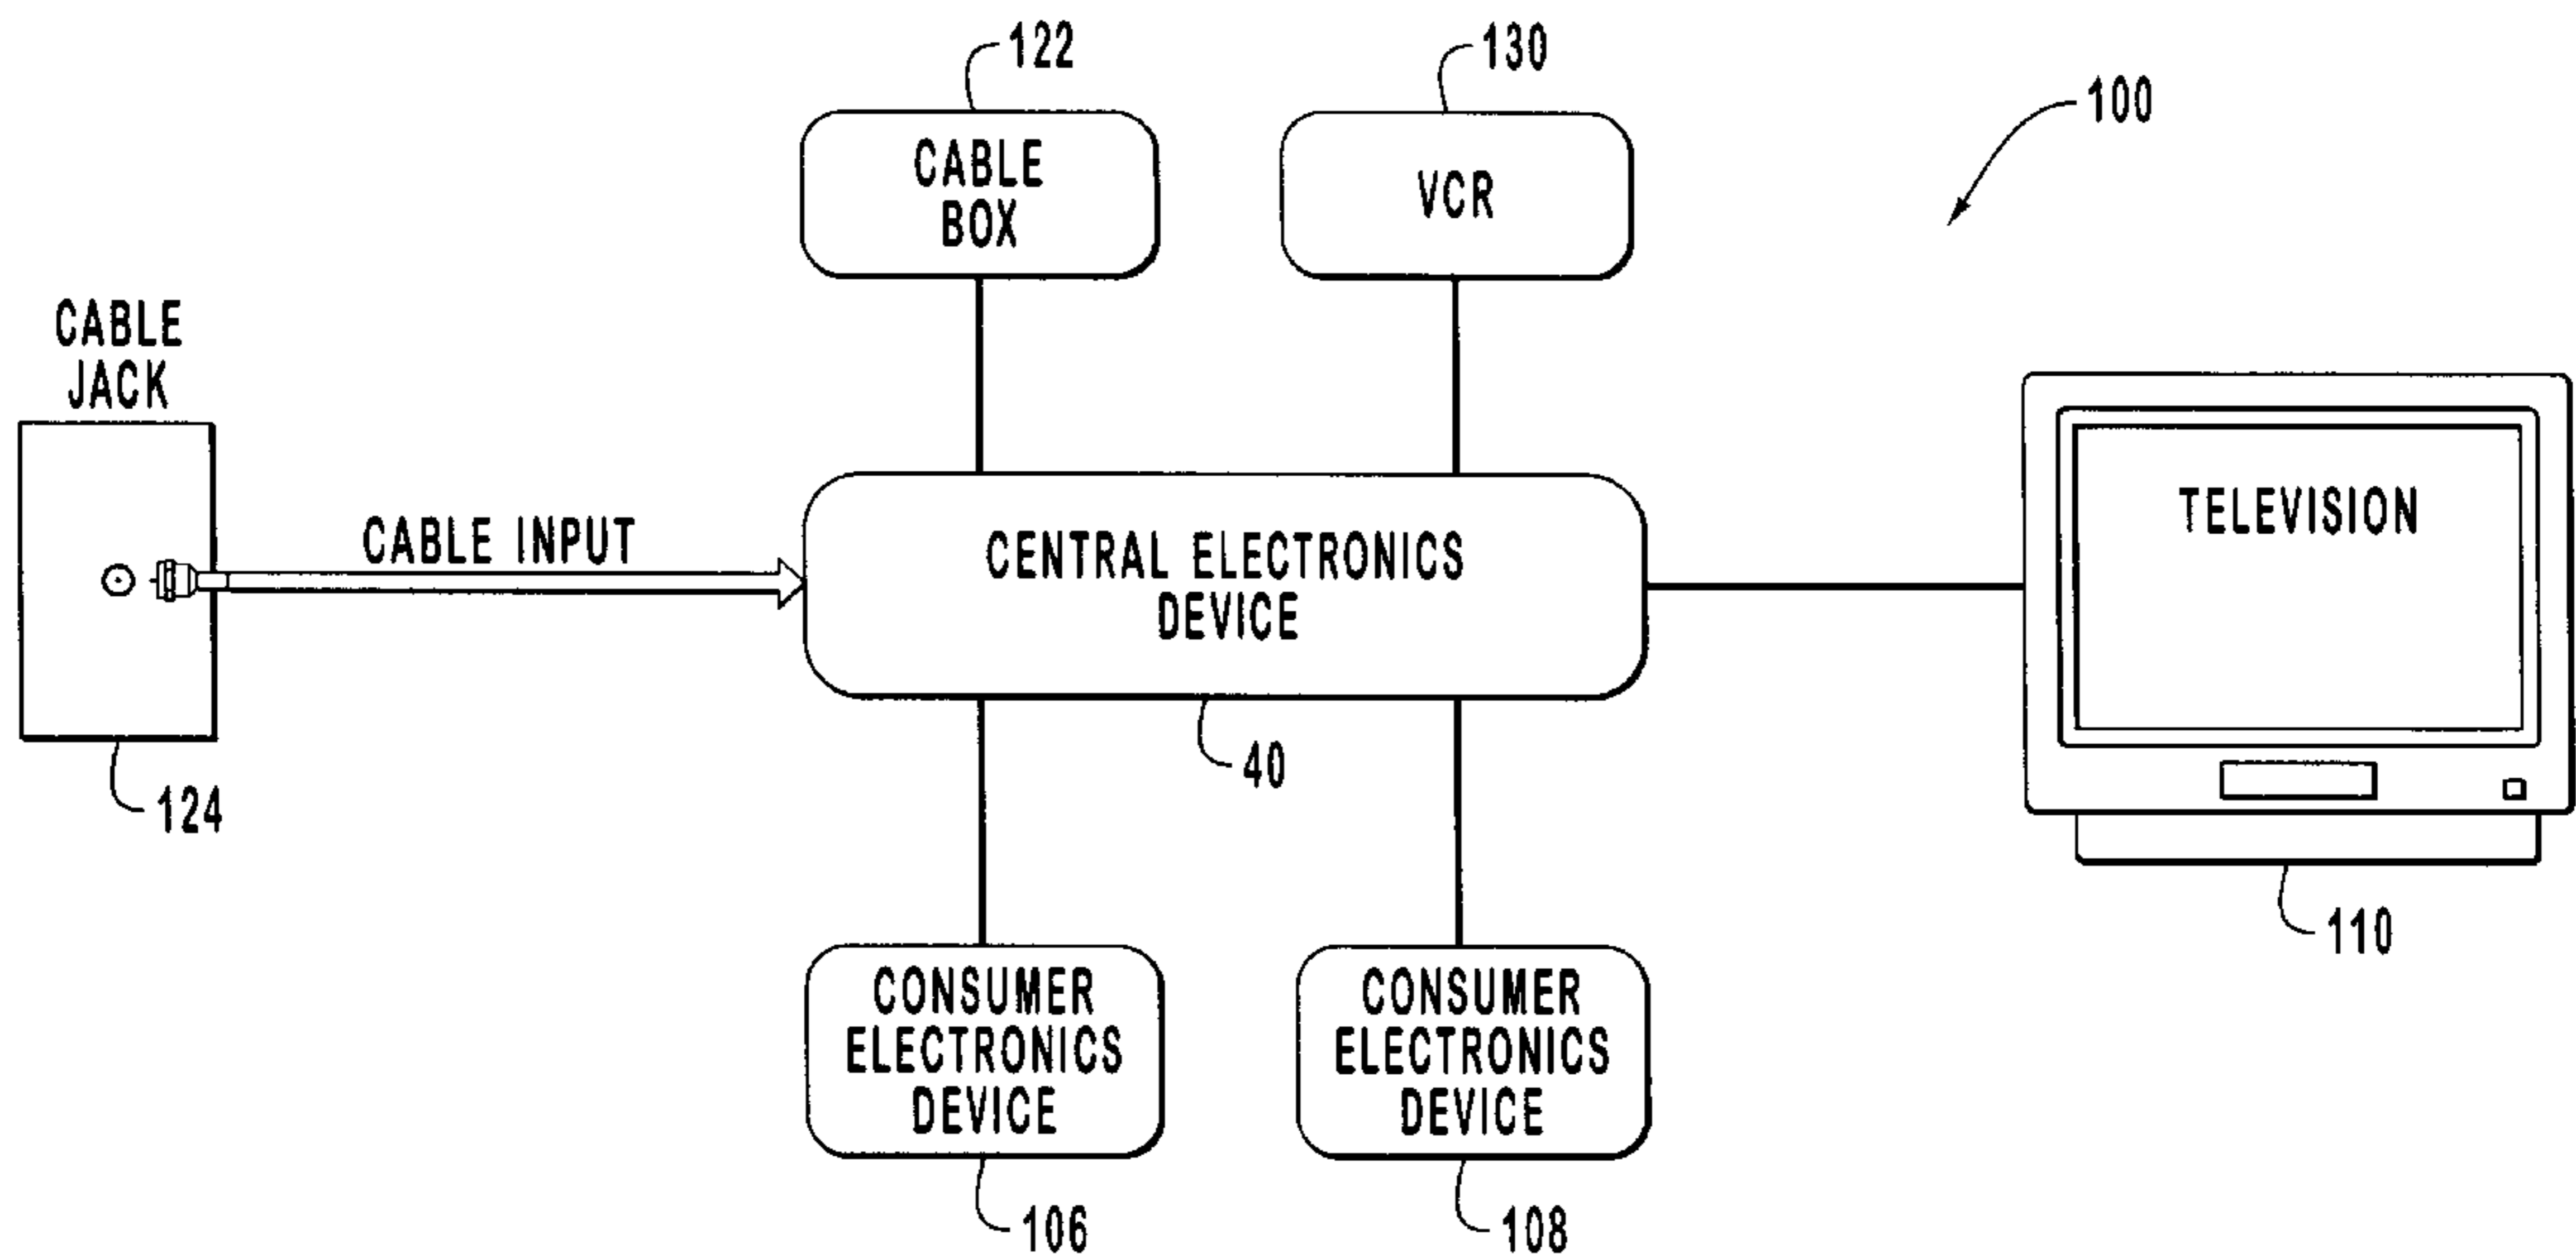 122
130
100
CABLE
BOX
VCR
CABLE
JACK
CABLE INPUT
CENTRAL ELECTRONICS
DEVICE
TELEVISION
124
40
110
CONSUMER
ELECTRONICS
DEVICE
CONSUMER
ELECTRONICS
DEVICE
106
108